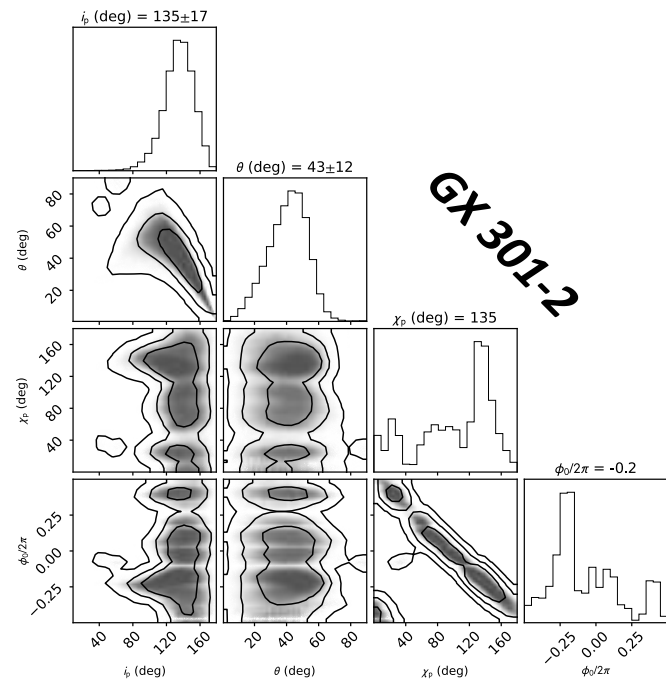 i_p (deg) = 135±17
80
60
40
20
θ (deg)
θ (deg) = 43±12
GX 301-2
160
120
80
40
χ_p (deg)
χ_p (deg) = 135
0.25
0.00
−0.25
ϕ_0/2π
ϕ_0/2π = -0.2
40 80 120 160
i_p (deg)
20 40 60 80
θ (deg)
40 80 120 160
χ_p (deg)
−0.25 0.00 0.25
ϕ_0/2π